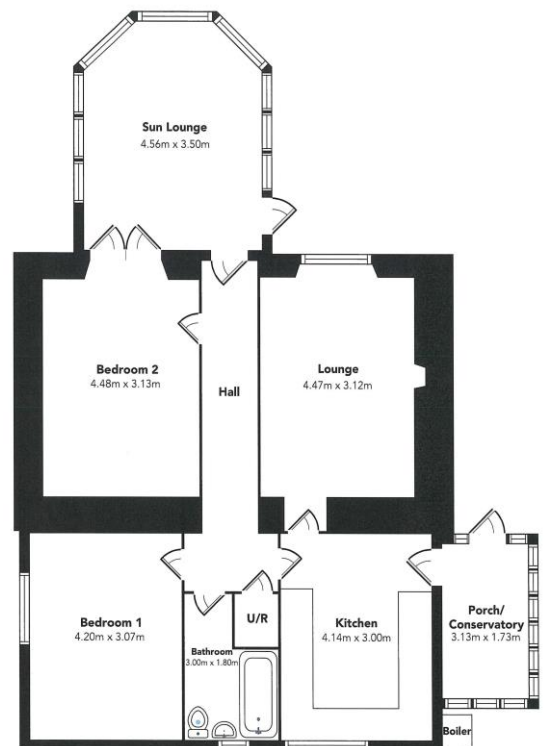 Sun Lounge
4.56m x 3.50m
Bedroom 2
4.48m x 3.13m
Hall
Lounge
4.47m x 3.12m
Bedroom 1
4.20m x 3.07m
U/R
Bathroom
3.00m x 1.80m
Kitchen
4.14m x 3.00m
Porch/
Conservatory
3.13m x 1.73m
Boiler